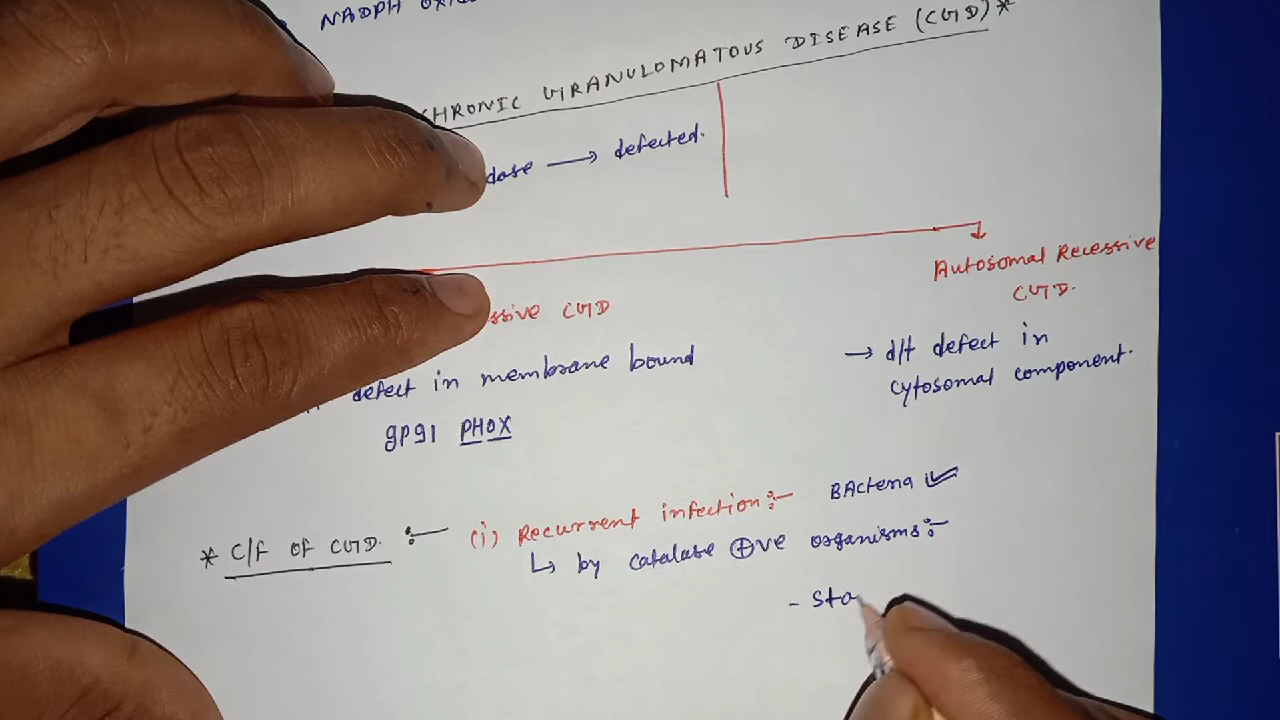 NADPH OXI
CHRONIC GRANULOMATOUS DISEASE (CGD)*
dase → defected.
Autosomal Recessive
CGD.
ssive CGD
defect in membrane bound
gp91 PHOX
→ d/t defect in
cytosomal component.
* C/F OF CGD. :— (i) Recurrent infection:— BActeria ✓
↳ by catalase ⊕ve organisms:—
- Sta